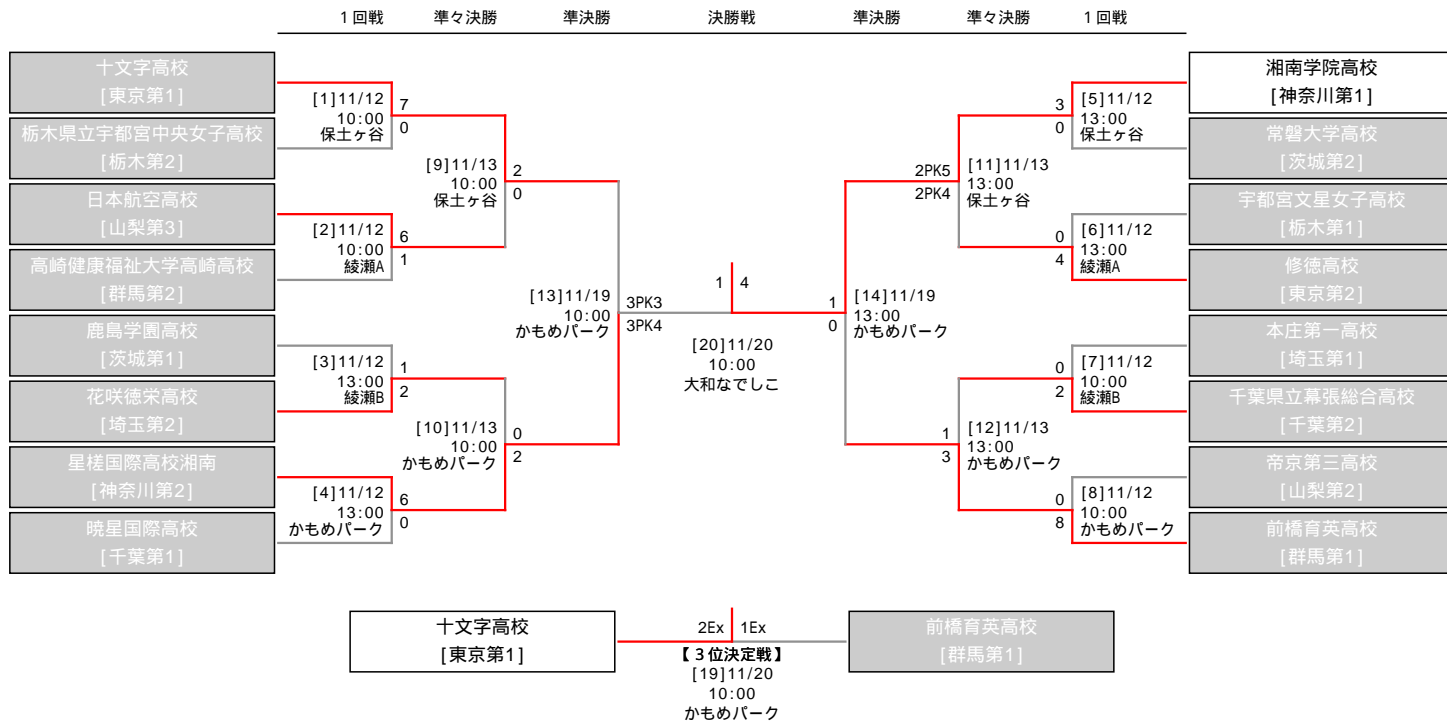 1回戦 準々決勝 準決勝 決勝戦 準決勝 準々決勝 1回戦
十文字高校
[東京第1]
栃木県立宇都宮中央女子高校
[栃木第2]
日本航空高校
[山梨第3]
高崎健康福祉大学高崎高校
[群馬第2]
鹿島学園高校
[茨城第1]
花咲徳栄高校
[埼玉第2]
星槎国際高校湘南
[神奈川第2]
暁星国際高校
[千葉第1]
[1]11/12
10:00
保土ヶ谷
7
0
[2]11/12
10:00
綾瀬A
6
1
[3]11/12
13:00
綾瀬B
1
2
[4]11/12
13:00
かもめパーク
6
0
[9]11/13
10:00
保土ヶ谷
2
0
[10]11/13
10:00
かもめパーク
0
2
[13]11/19
10:00
かもめパーク
3PK3
3PK4
1 4
[20]11/20
10:00
大和なでしこ
1
0
[14]11/19
13:00
かもめパーク
2PK5
2PK4
[11]11/13
13:00
保土ヶ谷
1
3
[12]11/13
13:00
かもめパーク
3
0
[5]11/12
13:00
保土ヶ谷
0
4
[6]11/12
13:00
綾瀬A
0
2
[7]11/12
10:00
綾瀬B
0
8
[8]11/12
10:00
かもめパーク
湘南学院高校
[神奈川第1]
常磐大学高校
[茨城第2]
宇都宮文星女子高校
[栃木第1]
修徳高校
[東京第2]
本庄第一高校
[埼玉第1]
千葉県立幕張総合高校
[千葉第2]
帝京第三高校
[山梨第2]
前橋育英高校
[群馬第1]
十文字高校
[東京第1]
2Ex 1Ex
【3位決定戦】
[19]11/20
10:00
かもめパーク
前橋育英高校
[群馬第1]